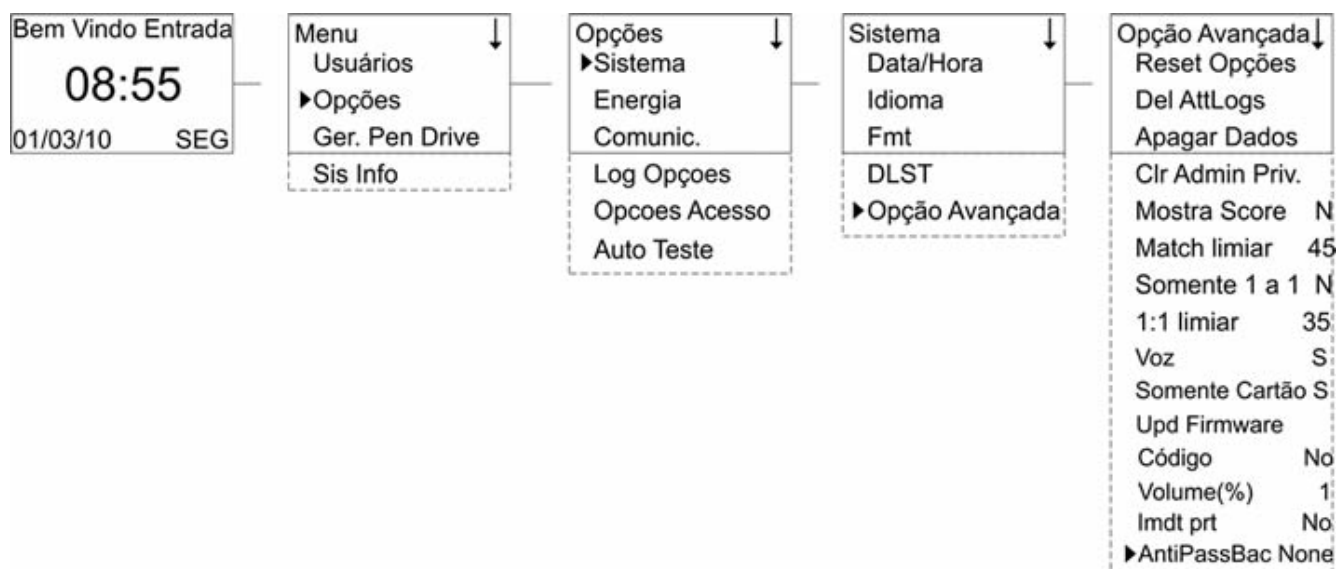 Bem Vindo Entrada
08:55
01/03/10 SEG
Menu ↓
Usuários
▶Opções
Ger. Pen Drive
Sis Info
Opções ↓
▶Sistema
Energia
Comunic.
Log Opçoes
Opcoes Acesso
Auto Teste
Sistema ↓
Data/Hora
Idioma
Fmt
DLST
▶Opção Avançada
Opção Avançada↓
Reset Opções
Del AttLogs
Apagar Dados
Clr Admin Priv.
Mostra Score N
Match limiar 45
Somente 1 a 1 N
1:1 limiar 35
Voz S
Somente Cartão S
Upd Firmware
Código No
Volume(%) 1
Imdt prt No
▶AntiPassBac None